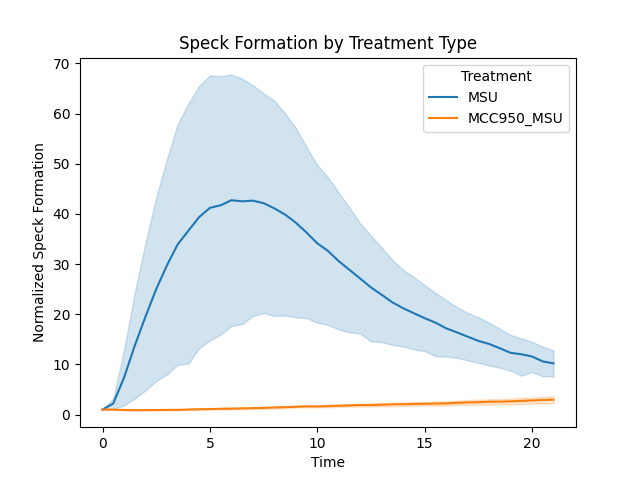 Speck Formation by Treatment Type
Treatment
MSU
MCC950_MSU
Normalized Speck Formation
70
60
50
40
30
20
10
0
0 5 10 15 20
Time